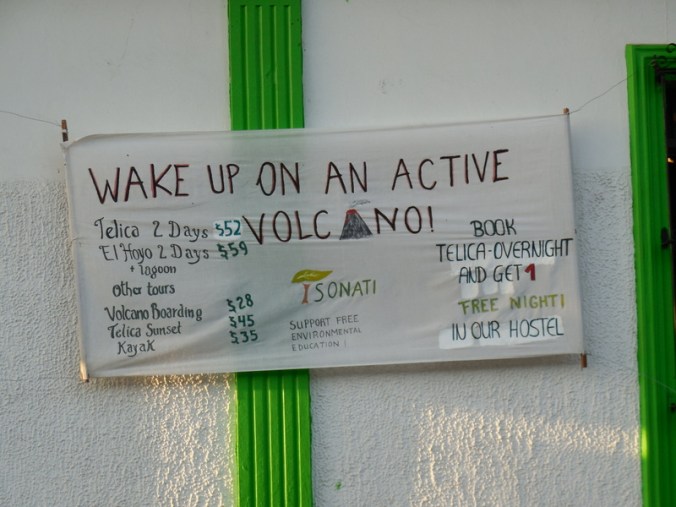 WAKE UP ON AN ACTIVE
VOLCANO!
Telica 2 Days $52
El Hoyo 2 Days $59
+ lagoon
Other tours
Volcano Boarding $28
Telica Sunset $45
Kayak $35
ISONATI
SUPPORT FREE
ENVIRONMENTAL
EDUCATION!
BOOK
TELICA-OVERNIGHT
AND GET 1
FREE NIGHT!
IN OUR HOSTEL